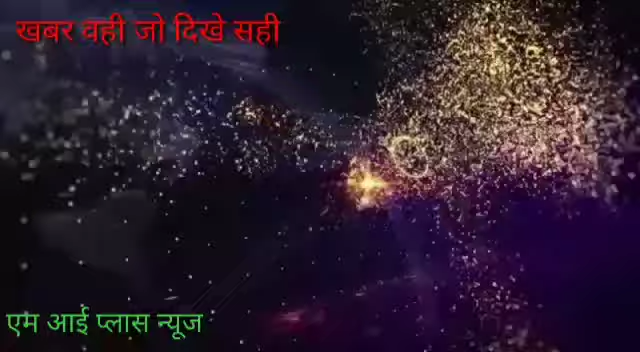 खबर वही जो दिखे सही
एम आई प्लास न्यूज